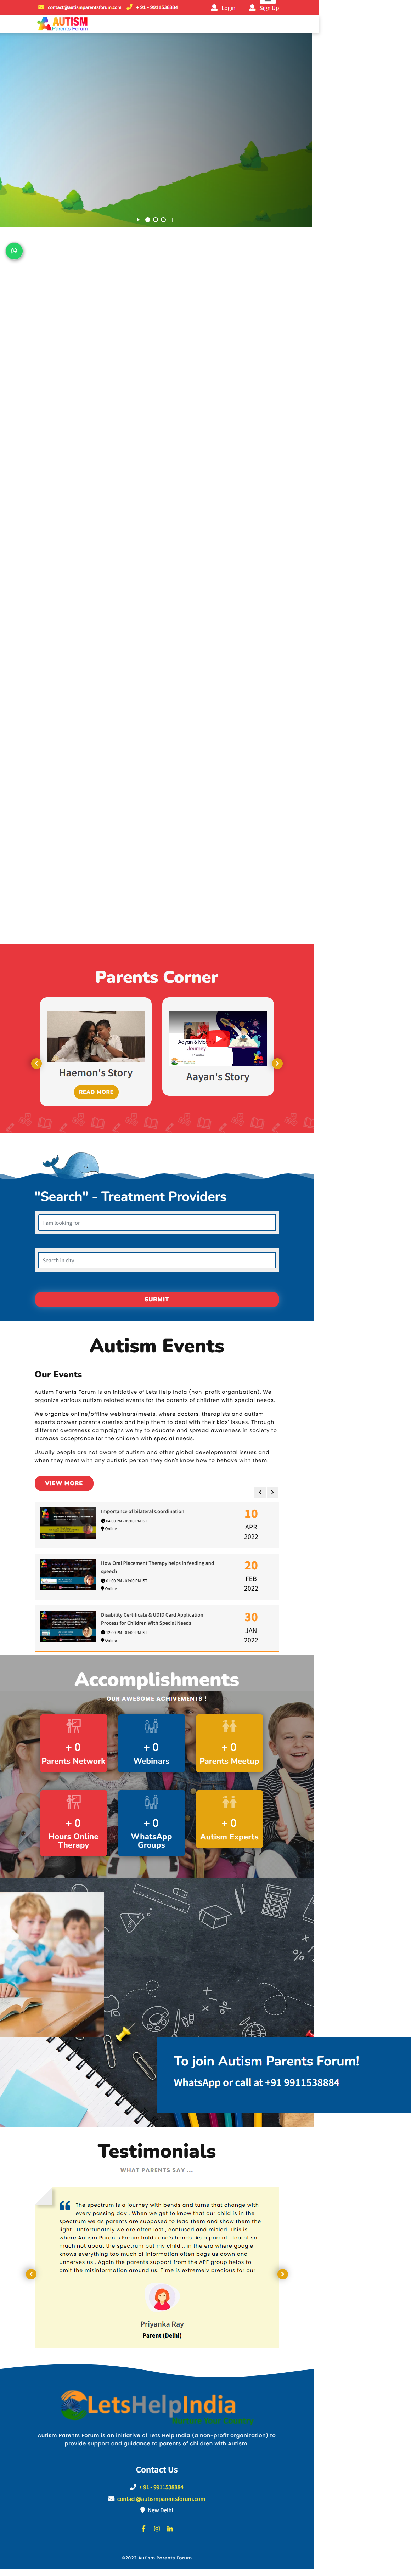 contact@autismparentsforum.com + 91 - 9911538884 Login Sign Up
AUTISM
Parents Forum
Parents Corner
Haemon's Story
READ MORE
Aayan's Story
"Search" - Treatment Providers
I am looking for
Search in city
SUBMIT
Autism Events
Our Events
Autism Parents Forum is an initiative of Lets Help India (non-profit organization). We
organize various autism related events for the parents of children with special needs.
We organize online/offline webinars/meets, where doctors, therapists and autism
experts answer parents queries and help them to deal with their kids' issues. Through
different awareness campaigns we try to educate and spread awareness in society to
increase acceptance for the children with special needs.
Usually people are not aware of autism and other global developmental issues and
when they meet with any autistic person they don't know how to behave with them.
VIEW MORE
Importance of bilateral Coordination
04:00 PM - 05:00 PM IST
Online
10
APR
2022
How Oral Placement Therapy helps in feeding and
speech
01:00 PM - 02:00 PM IST
Online
20
FEB
2022
Disability Certificate & UDID Card Application
Process for Children With Special Needs
12:00 PM - 01:00 PM IST
Online
30
JAN
2022
Accomplishments
OUR AWESOME ACHIVEMENTS !
+ 0
Parents Network
+ 0
Webinars
+ 0
Parents Meetup
+ 0
Hours Online
Therapy
+ 0
WhatsApp
Groups
+ 0
Autism Experts
To join Autism Parents Forum!
WhatsApp or call at +91 9911538884
Testimonials
WHAT PARENTS SAY ...
The spectrum is a journey with bends and turns that change with
every passing day . When we get to know our child is in the
spectrum we as parents are supposed to lead them and show them the
light . Unfortunately we are often lost , confused and misled. This is
where Autism Parents Forum holds one's hands. As a parent I learnt so
much not about the spectrum but my child .. in the era where google
knows everything too much of information often bogs us down and
unnerves us . Again the parents support from the APF group helps to
omit the misinformation around us. Time is extremely precious for our
Priyanka Ray
Parent (Delhi)
LetsHelpIndia
Nurture Your Country
Autism Parents Forum is an initiative of Lets Help India (a non-profit organization) to
provide support and guidance to parents of children with Autism.
Contact Us
+ 91 - 9911538884
contact@autismparentsforum.com
New Delhi
©2022 Autism Parents Forum